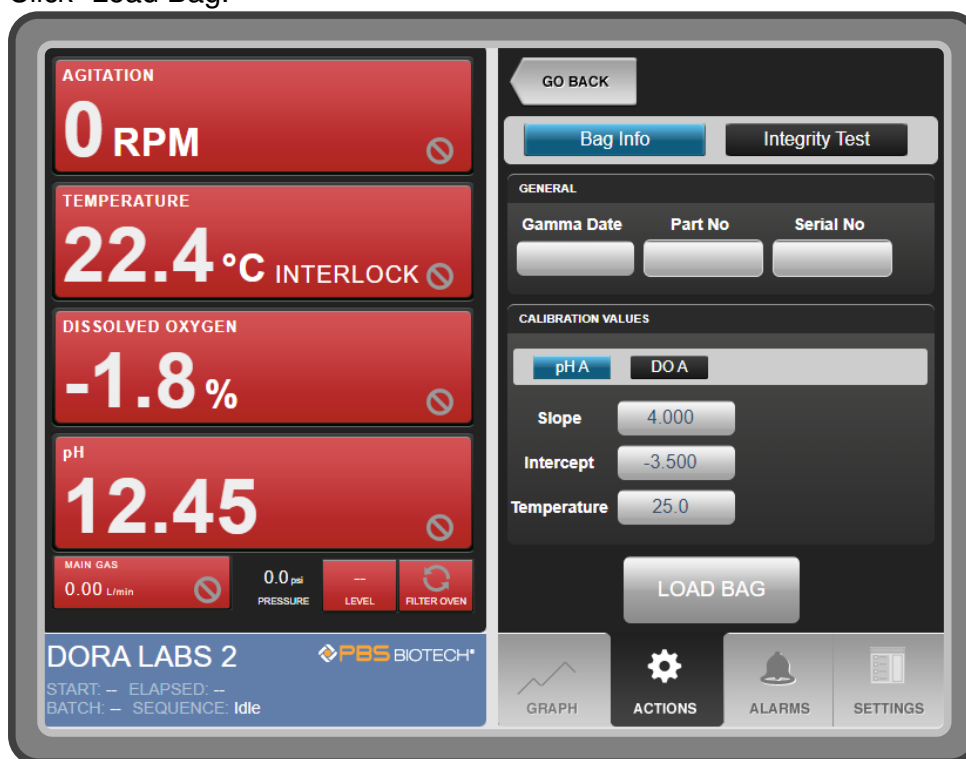 Click "Load Bag.
AGITATION
0 RPM
TEMPERATURE
22.4 °C INTERLOCK
DISSOLVED OXYGEN
-1.8 %
pH
12.45
MAIN GAS
0.00 L/min
0.0 psi
PRESSURE
--
LEVEL
FILTER OVEN
DORA LABS 2
PBS BIOTECH®
START: -- ELAPSED: --
BATCH: -- SEQUENCE: Idle
GO BACK
Bag Info
Integrity Test
GENERAL
Gamma Date
Part No
Serial No
CALIBRATION VALUES
pH A
DO A
Slope 4.000
Intercept -3.500
Temperature 25.0
LOAD BAG
GRAPH
ACTIONS
ALARMS
SETTINGS